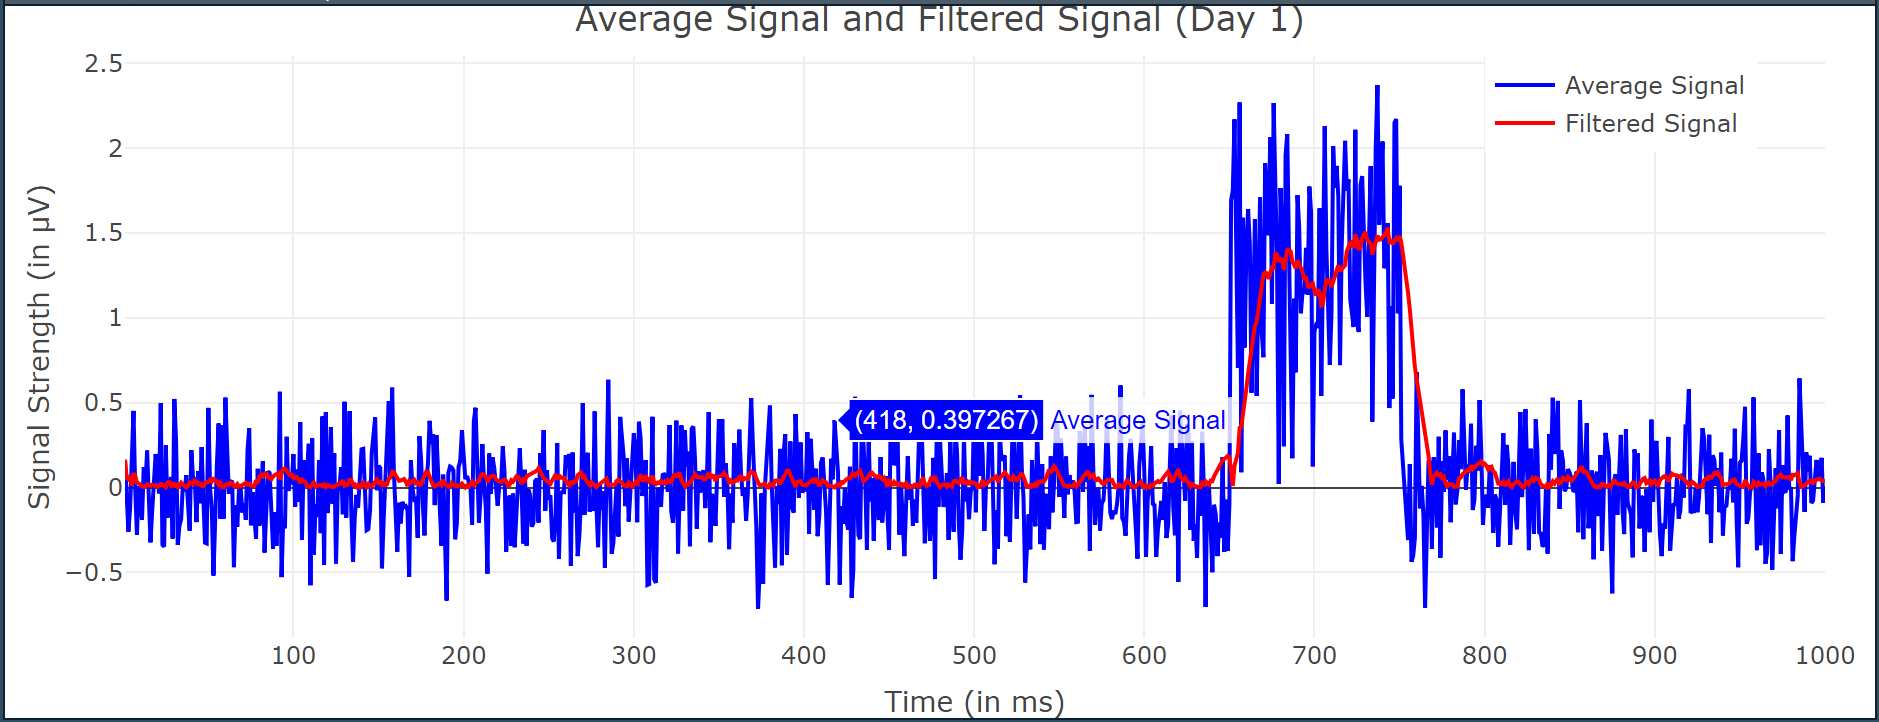 Average Signal and Filtered Signal (Day 1)
2.5
2
1.5
1
0.5
0
−0.5
Signal Strength (in μV)
Average Signal
Filtered Signal
(418, 0.397267) Average Signal
100 200 300 400 500 600 700 800 900 1000
Time (in ms)